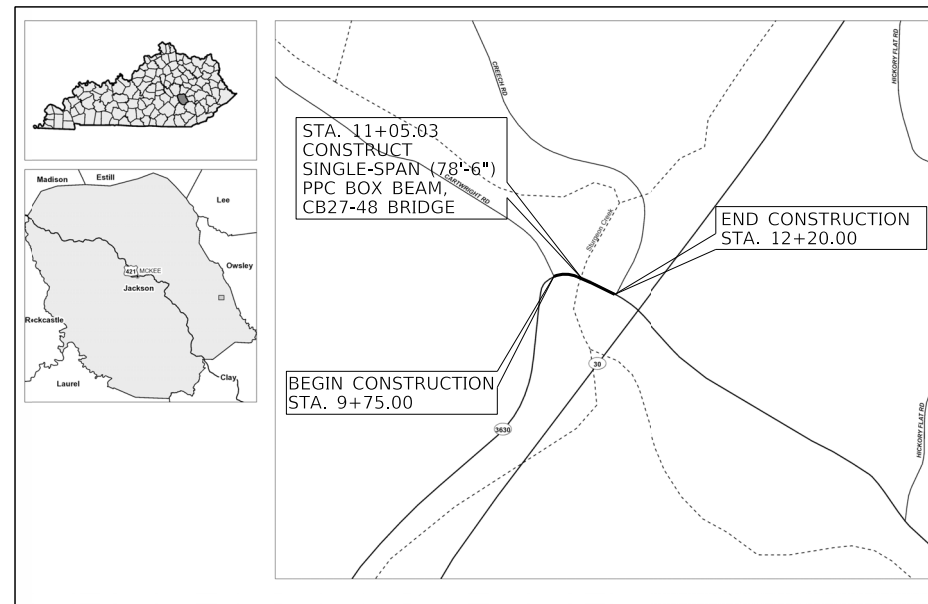 Madison
Estill
Lee
Owsley
421
MCKEE
Jackson
Rockcastle
Laurel
Clay
CREECH RD
HICKORY FLAT RD
STA. 11+05.03
CONSTRUCT
SINGLE-SPAN (78'-6")
PPC BOX BEAM,
CB27-48 BRIDGE
CARTWRIGHT RD
Sturgeon Creek
END CONSTRUCTION
STA. 12+20.00
BEGIN CONSTRUCTION
STA. 9+75.00
30
3630
HICKORY FLAT RD